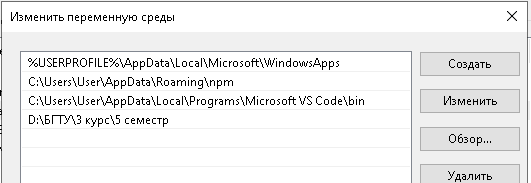 Изменить переменную среды
%USERPROFILE%\AppData\Local\Microsoft\WindowsApps
C:\Users\User\AppData\Roaming\npm
C:\Users\User\AppData\Local\Programs\Microsoft VS Code\bin
D:\БГТУ\3 курс\5 семестр
Создать
Изменить
Обзор...
Удалить